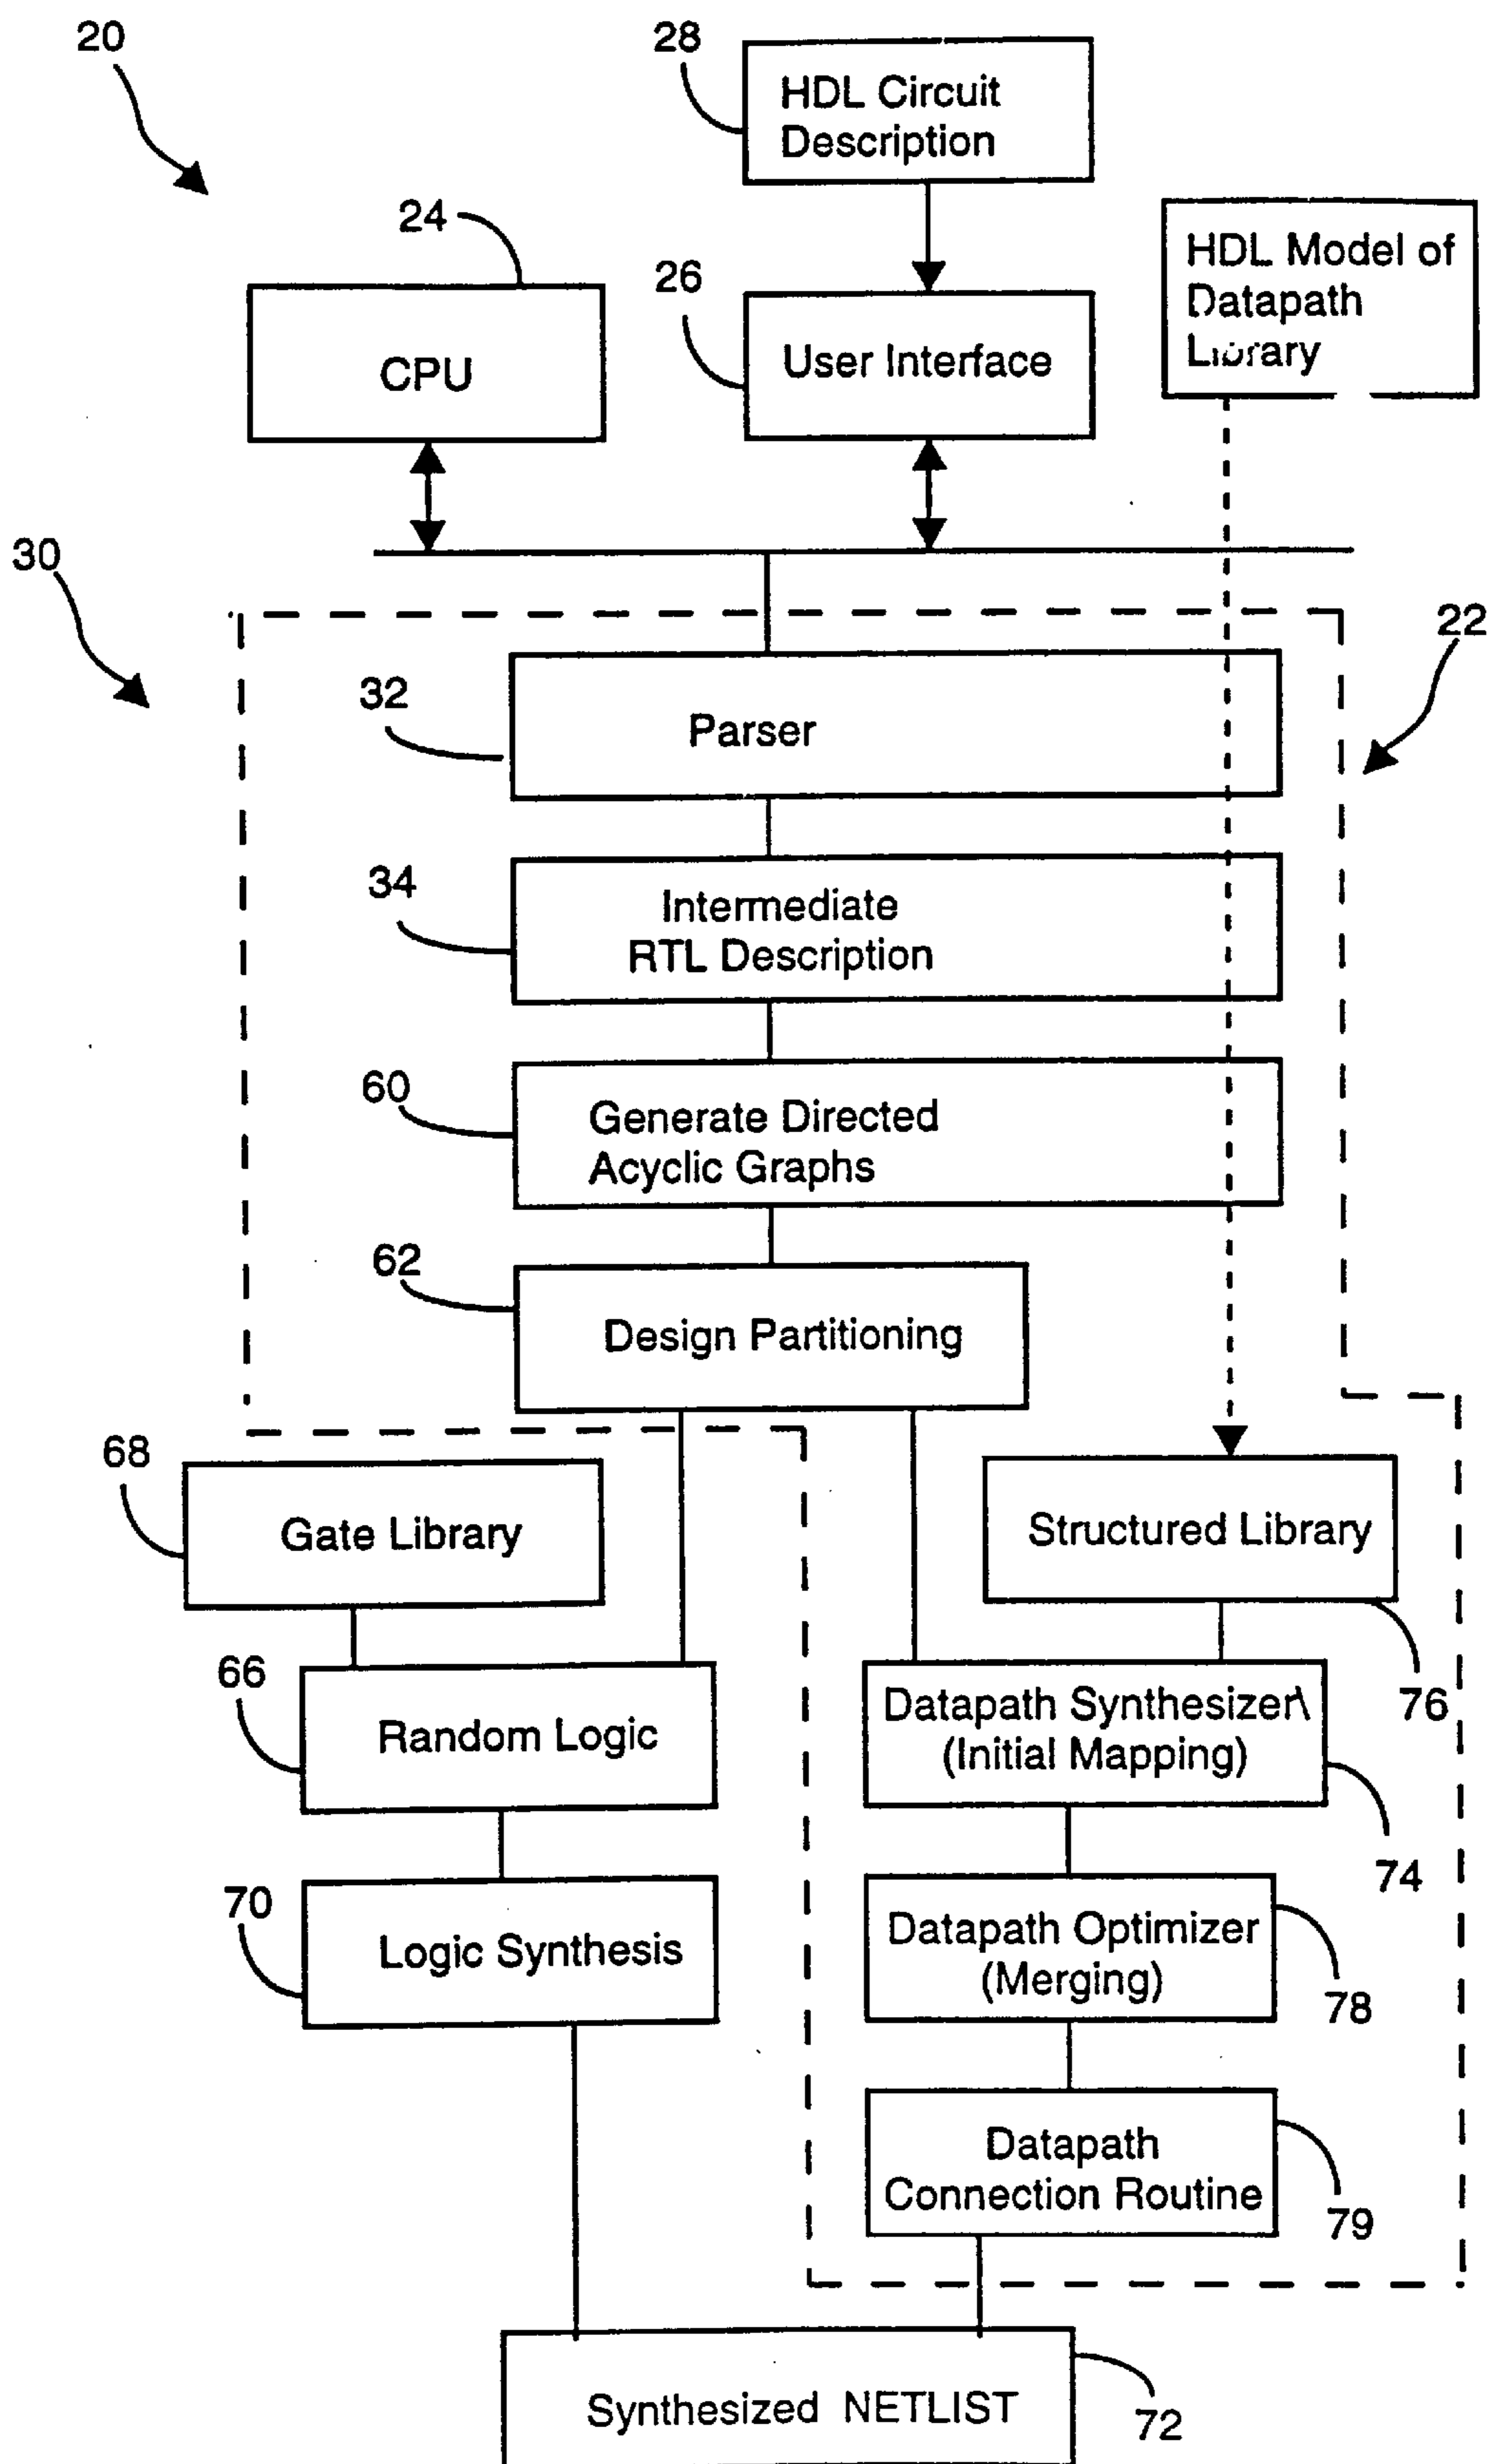 20
28
HDL Circuit
Description
24
26
HDL Model of
Datapath
Library
CPU
User Interface
30
22
32
Parser
34
Intermediate
RTL Description
60
Generate Directed
Acyclic Graphs
62
Design Partitioning
68
Gate Library
Structured Library
76
66
Random Logic
Datapath Synthesizer\
(Initial Mapping)
74
70
Logic Synthesis
Datapath Optimizer
(Merging)
78
Datapath
Connection Routine
79
Synthesized NETLIST
72